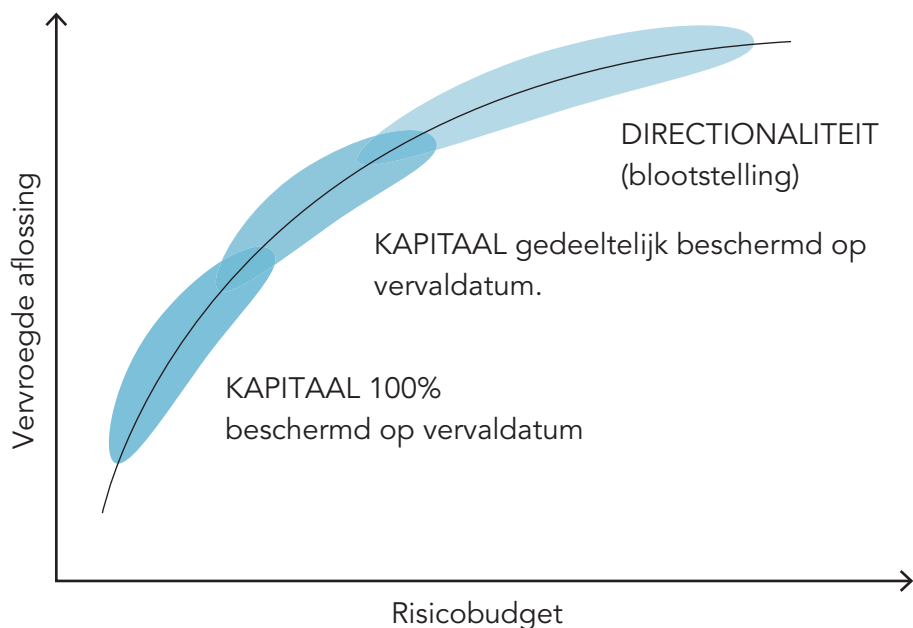 DIRECTIONALITEIT
(blootstelling)
KAPITAAL gedeeltelijk beschermd op
vervaldatum.
KAPITAAL 100%
beschermd op vervaldatum
Vervroegde aflossing
Risicobudget